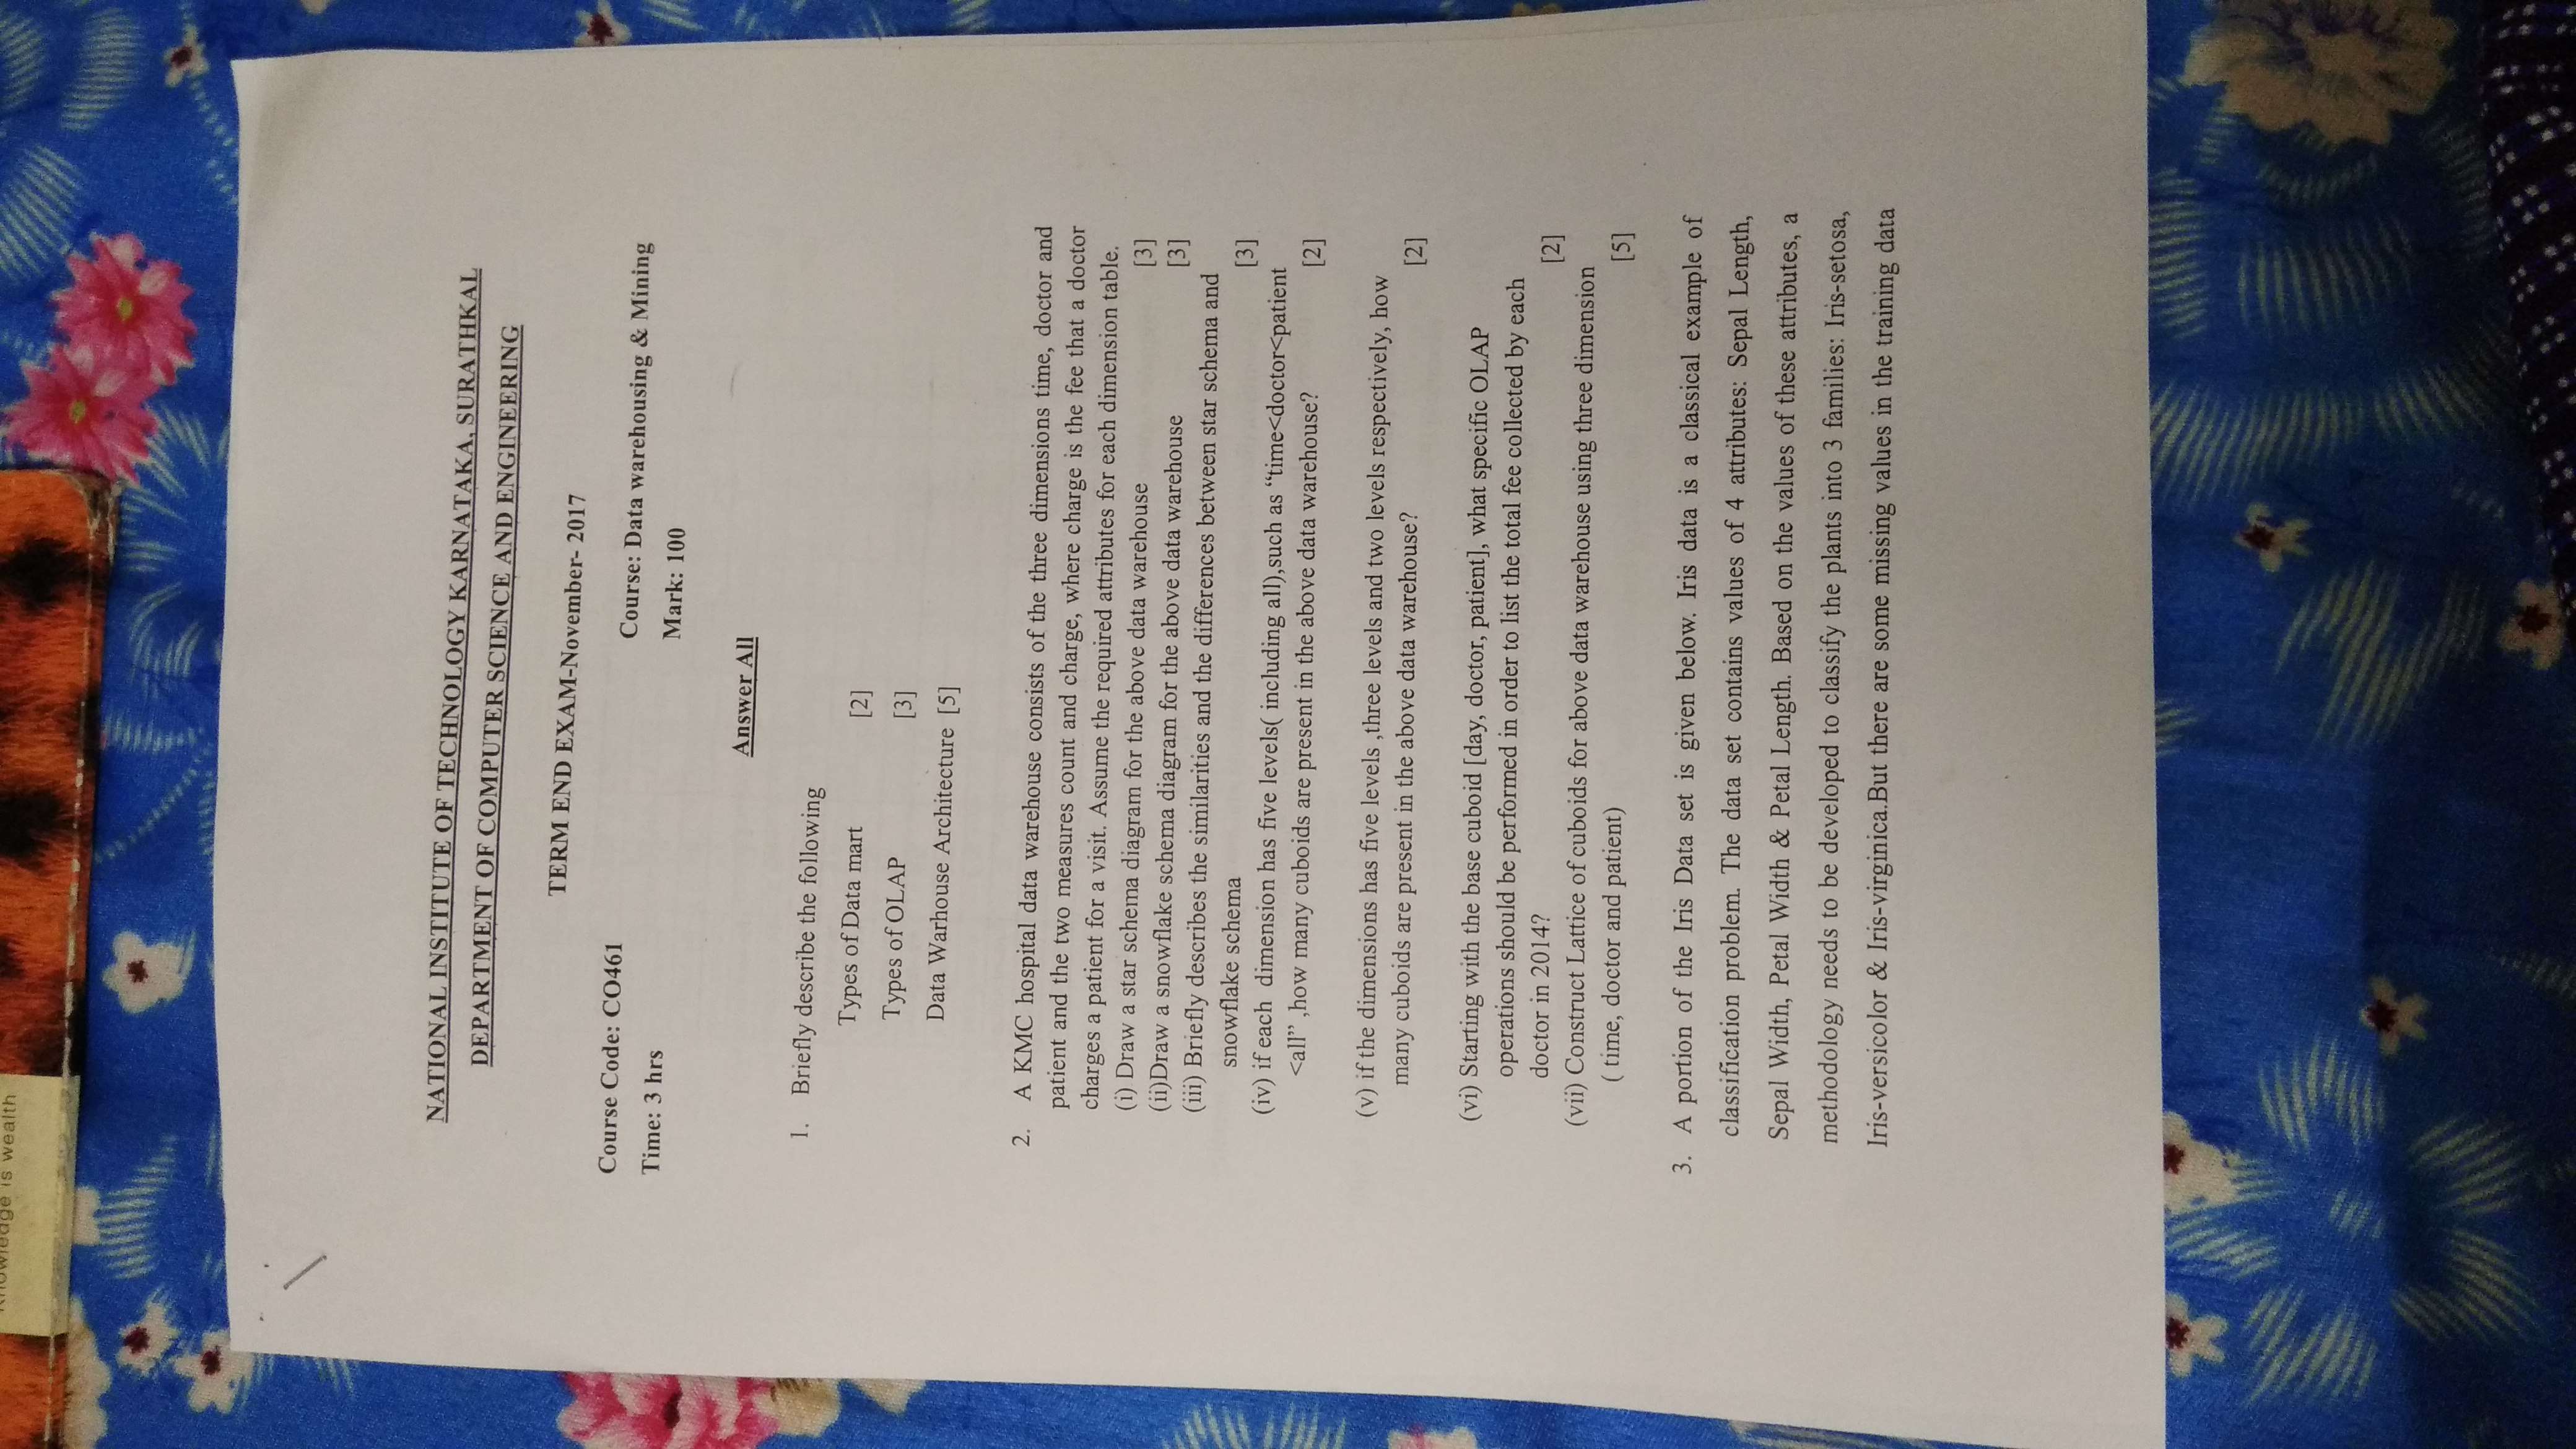 Knowledge is wealth
NATIONAL INSTITUTE OF TECHNOLOGY KARNATAKA, SURATHKAL
DEPARTMENT OF COMPUTER SCIENCE AND ENGINEERING
TERM END EXAM-November- 2017
Course Code: CO461
Course: Data warehousing & Mining
Time: 3 hrs
Mark: 100
Answer All
1. Briefly describe the following
Types of Data mart [2]
Types of OLAP [3]
Data Warhouse Architecture [5]
2. A KMC hospital data warehouse consists of the three dimensions time, doctor and
patient and the two measures count and charge, where charge is the fee that a doctor
charges a patient for a visit. Assume the required attributes for each dimension table.
(i) Draw a star schema diagram for the above data warehouse [3]
(ii)Draw a snowflake schema diagram for the above data warehouse [3]
(iii) Briefly describes the similarities and the differences between star schema and
snowflake schema [3]
(iv) if each dimension has five levels( including all),such as “time<doctor<patient
<all” ,how many cuboids are present in the above data warehouse? [2]
(v) if the dimensions has five levels ,three levels and two levels respectively, how
many cuboids are present in the above data warehouse? [2]
(vi) Starting with the base cuboid [day, doctor, patient], what specific OLAP
operations should be performed in order to list the total fee collected by each
doctor in 2014? [2]
(vii) Construct Lattice of cuboids for above data warehouse using three dimension
( time, doctor and patient) [5]
3. A portion of the Iris Data set is given below. Iris data is a classical example of
classification problem. The data set contains values of 4 attributes: Sepal Length,
Sepal Width, Petal Width & Petal Length. Based on the values of these attributes, a
methodology needs to be developed to classify the plants into 3 families: Iris-setosa,
Iris-versicolor & Iris-virginica.But there are some missing values in the training data